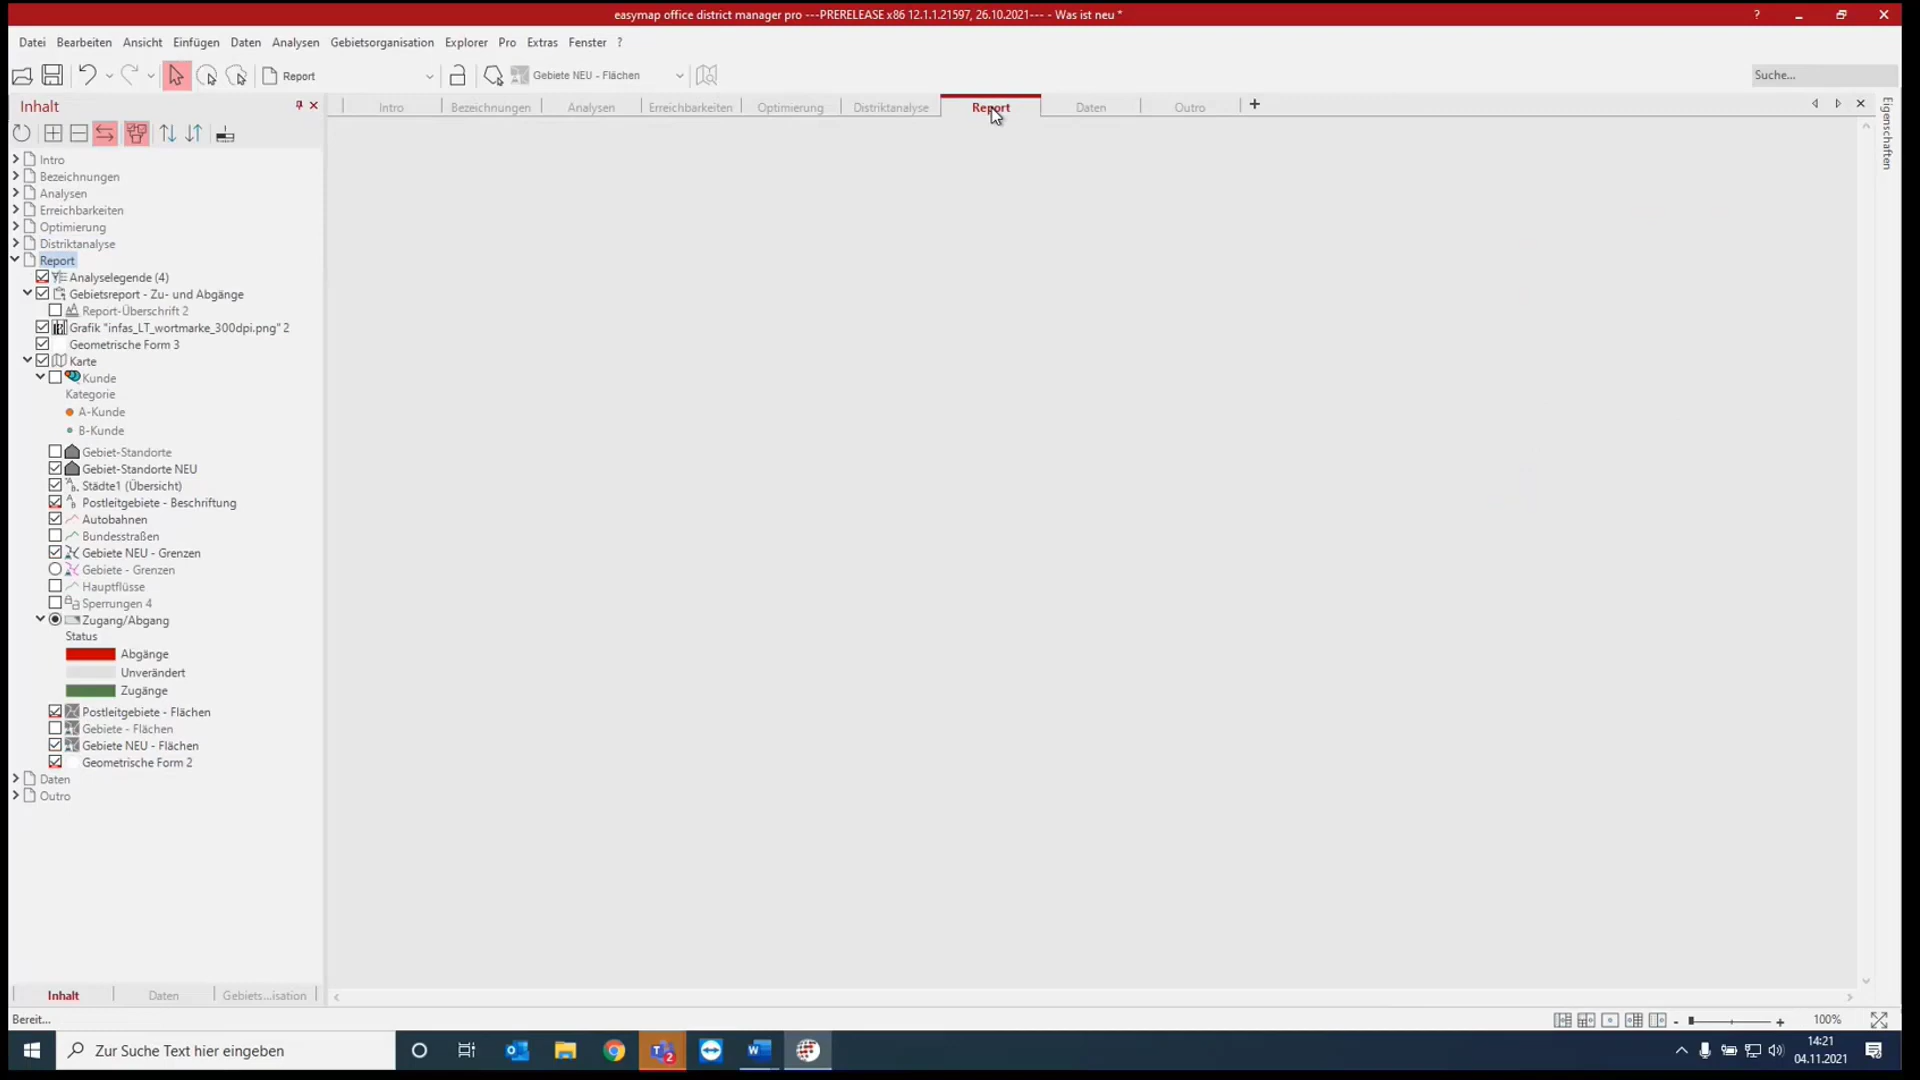 easymap office district manager pro ---PRERELEASE x86 12.1.1.21597, 26.10.2021--- - Was ist neu *
Datei Bearbeiten Ansicht Einfügen Daten Analysen Gebietsorganisation Explorer Pro Extras Fenster ?
Report Gebiete NEU - Flächen Suche...
Inhalt
Intro Bezeichnungen Analysen Erreichbarkeiten Optimierung Distriktanalyse Report Daten Outro +
Eigenschaften
Intro
Bezeichnungen
Analysen
Erreichbarkeiten
Optimierung
Distriktanalyse
Report
Analyselegende (4)
Gebietsreport - Zu- und Abgänge
Report-Überschrift 2
Grafik "infas_LT_wortmarke_300dpi.png" 2
Geometrische Form 3
Karte
Kunde
Kategorie
A-Kunde
B-Kunde
Gebiet-Standorte
Gebiet-Standorte NEU
Städte1 (Übersicht)
Postleitgebiete - Beschriftung
Autobahnen
Bundesstraßen
Gebiete NEU - Grenzen
Gebiete - Grenzen
Hauptflüsse
Sperrungen 4
Zugang/Abgang
Status
Abgänge
Unverändert
Zugänge
Postleitgebiete - Flächen
Gebiete - Flächen
Gebiete NEU - Flächen
Geometrische Form 2
Daten
Outro
Inhalt Daten Gebiets...isation
Bereit... 100%
Zur Suche Text hier eingeben
14:21
04.11.2021